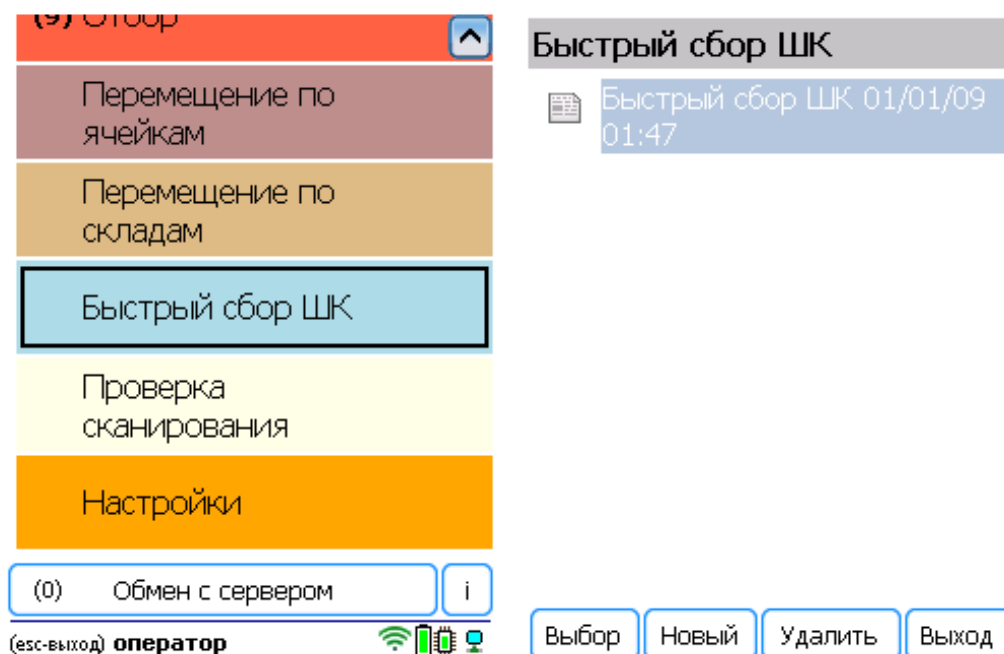 (9) Отбор
Перемещение по
ячейкам
Перемещение по
складам
Быстрый сбор ШК
Проверка
сканирования
Настройки
(0) Обмен с сервером i
(esc-выход) оператор
Быстрый сбор ШК
Быстрый сбор ШК 01/01/09
01:47
Выбор Новый Удалить Выход